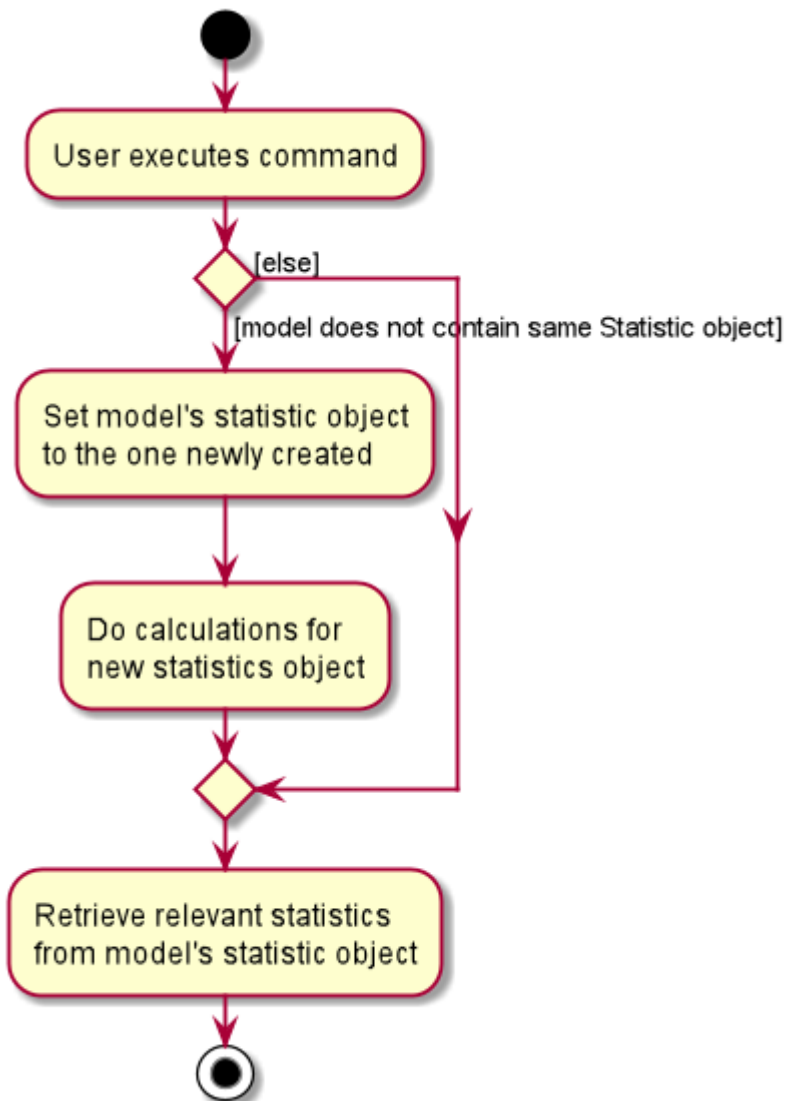 User executes command
[else]
[model does not contain same Statistic object]
Set model's statistic object
to the one newly created
Do calculations for
new statistics object
Retrieve relevant statistics
from model's statistic object